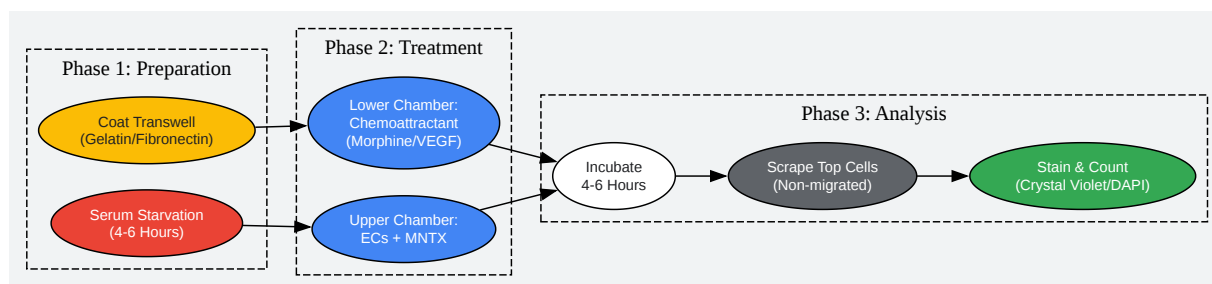 Phase 1: Preparation
Coat Transwell
(Gelatin/Fibronectin)
Serum Starvation
(4-6 Hours)
Phase 2: Treatment
Lower Chamber:
Chemoattractant
(Morphine/VEGF)
Upper Chamber:
ECs + MNTX
Phase 3: Analysis
Incubate
4-6 Hours
Scrape Top Cells
(Non-migrated)
Stain & Count
(Crystal Violet/DAPI)